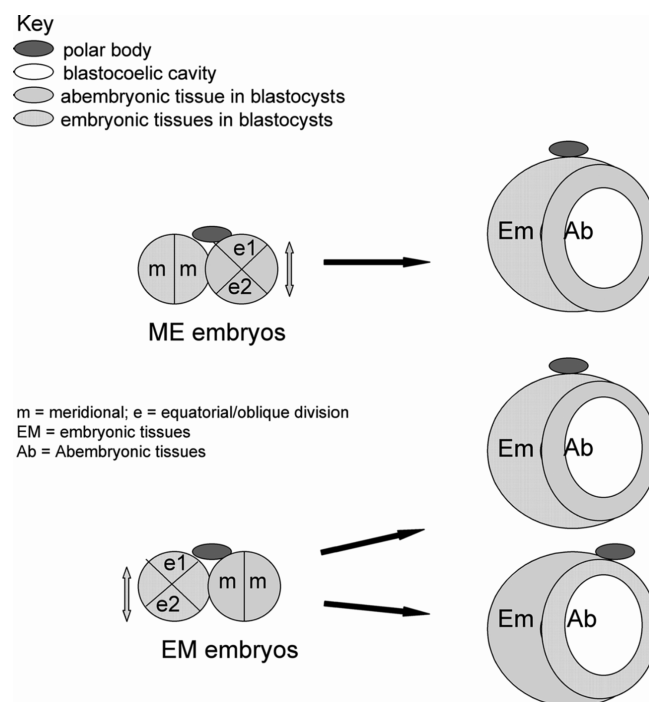 Key
polar body
blastocoelic cavity
abembryonic tissue in blastocysts
embryonic tissues in blastocysts
Em Ab
m m e1
e2
ME embryos
m = meridional; e = equatorial/oblique division
EM = embryonic tissues
Ab = Abembryonic tissues
Em Ab
e1 m m
e2
EM embryos
Em Ab